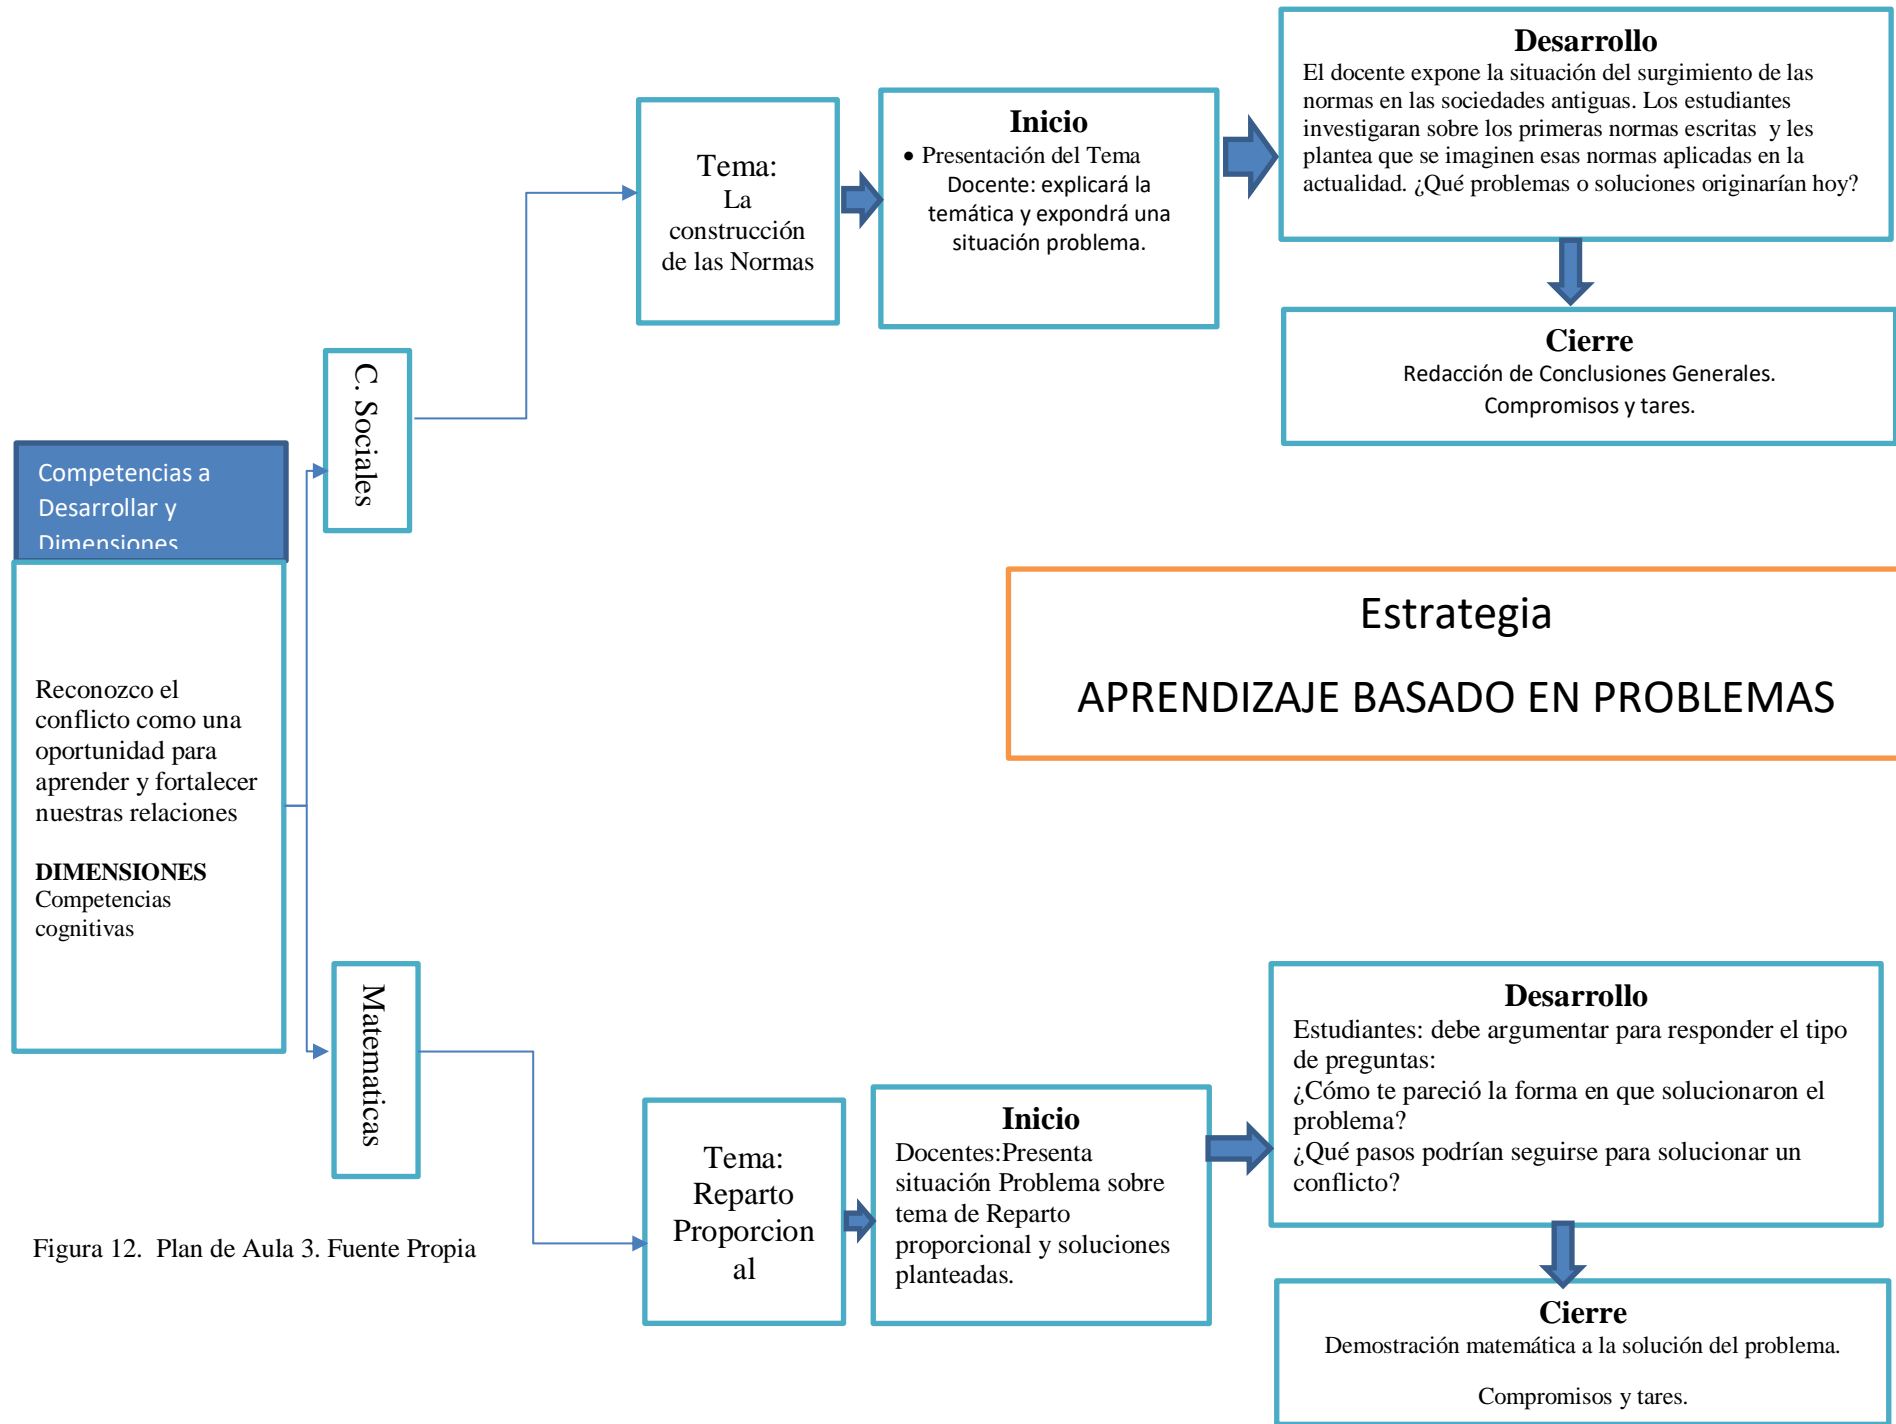 Competencias a
Desarrollar y
Dimensiones
Reconozco el
conflicto como una
oportunidad para
aprender y fortalecer
nuestras relaciones
DIMENSIONES
Competencias
cognitivas
C. Sociales
Tema:
La
construcción
de las Normas
Inicio
• Presentación del Tema
Docente: explicará la
temática y expondrá una
situación problema.
Desarrollo
El docente expone la situación del surgimiento de las
normas en las sociedades antiguas. Los estudiantes
investigaran sobre los primeras normas escritas y les
plantea que se imaginen esas normas aplicadas en la
actualidad. ¿Qué problemas o soluciones originarían hoy?
Cierre
Redacción de Conclusiones Generales.
Compromisos y tares.
Estrategia
APRENDIZAJE BASADO EN PROBLEMAS
Matematicas
Tema:
Reparto
Proporcion
al
Inicio
Docentes:Presenta
situación Problema sobre
tema de Reparto
proporcional y soluciones
planteadas.
Desarrollo
Estudiantes: debe argumentar para responder el tipo
de preguntas:
¿Cómo te pareció la forma en que solucionaron el
problema?
¿Qué pasos podrían seguirse para solucionar un
conflicto?
Cierre
Demostración matemática a la solución del problema.
Compromisos y tares.
Figura 12. Plan de Aula 3. Fuente Propia